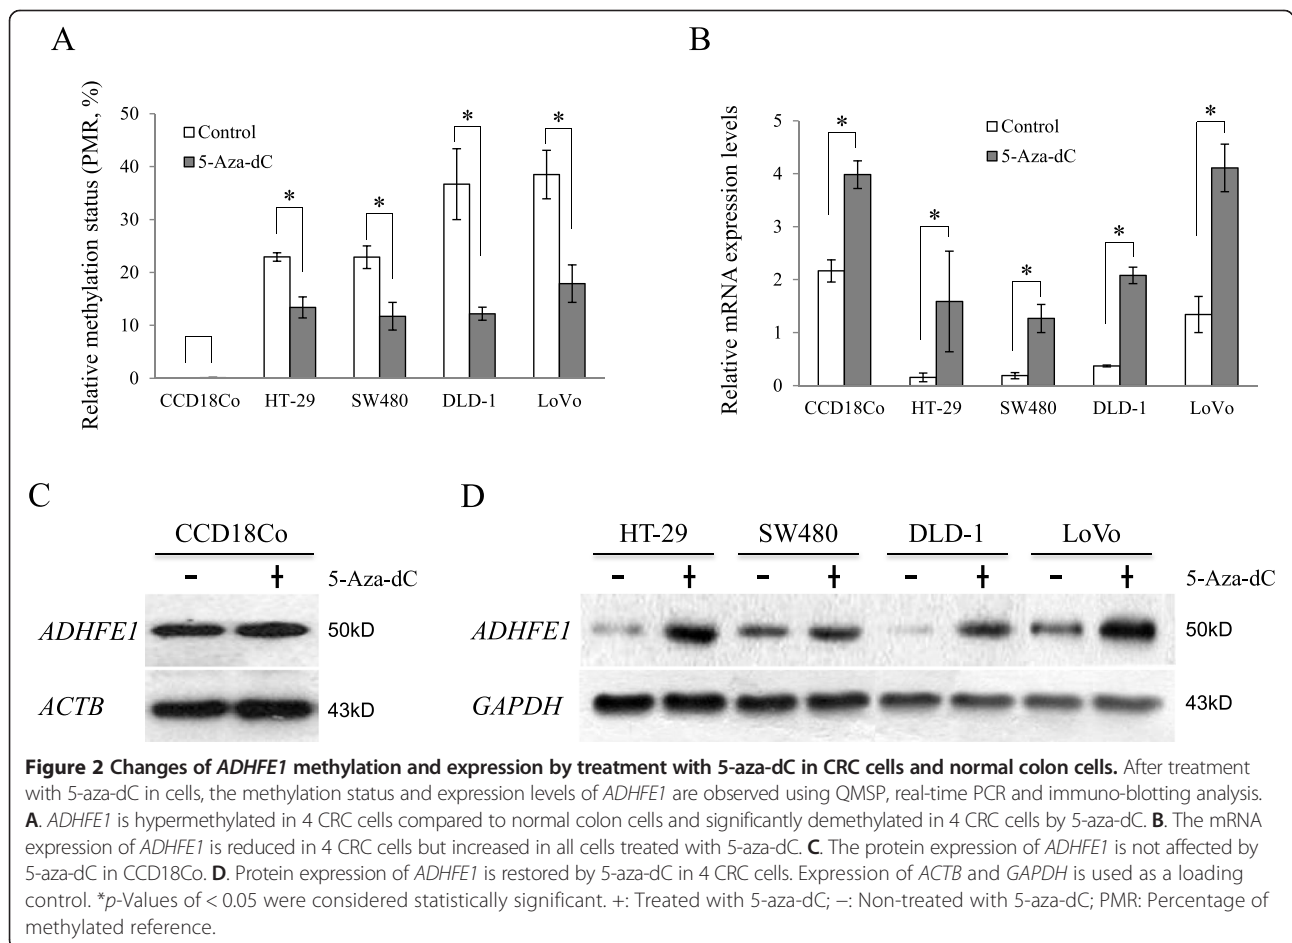 A
B
Relative methylation status (PMR, %)
50
40
30
20
10
0
Control
5-Aza-dC
*
*
*
*
CCD18Co HT-29 SW480 DLD-1 LoVo
Relative mRNA expression levels
5
4
3
2
1
0
Control
5-Aza-dC
*
*
*
*
*
CCD18Co HT-29 SW480 DLD-1 LoVo
C
CCD18Co
− + 5-Aza-dC
ADHFE1 50kD
ACTB 43kD
D
HT-29 SW480 DLD-1 LoVo
− + − + − + − + 5-Aza-dC
ADHFE1 50kD
GAPDH 43kD
Figure 2 Changes of ADHFE1 methylation and expression by treatment with 5-aza-dC in CRC cells and normal colon cells. After treatment
with 5-aza-dC in cells, the methylation status and expression levels of ADHFE1 are observed using QMSP, real-time PCR and immuno-blotting analysis.
A. ADHFE1 is hypermethylated in 4 CRC cells compared to normal colon cells and significantly demethylated in 4 CRC cells by 5-aza-dC. B. The mRNA
expression of ADHFE1 is reduced in 4 CRC cells but increased in all cells treated with 5-aza-dC. C. The protein expression of ADHFE1 is not affected by
5-aza-dC in CCD18Co. D. Protein expression of ADHFE1 is restored by 5-aza-dC in 4 CRC cells. Expression of ACTB and GAPDH is used as a loading
control. *p-Values of < 0.05 were considered statistically significant. +: Treated with 5-aza-dC; −: Non-treated with 5-aza-dC; PMR: Percentage of
methylated reference.